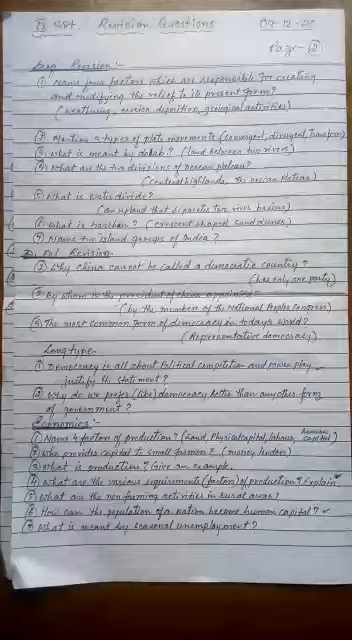 Revision Questions
Page - 2
Geog Revision :-
① Name four factors which are responsible for creating
and modifying the relief to its present form?
(weathering, erosion deposition, geological activities)
② Mention 3 types of plate movements (convergent, divergent, Transform)
③ What is meant by doab? (land between two rivers)
④ What are the two divisions of Deccan plateau?
(central highlands, the Deccan plateau)
⑤ What is water divide?
(an upland that separates two rivers basins)
⑥ What is barchan? (crescent shaped sand dunes)
⑦ Name two island groups of India?
Revision
① Why China cannot be called a democratic country?
(has only one party)
② By whom is the president of China appointed?
(by the members of the National Peoples Congress)
③ The most common form of democracy in today's world?
(Representative democracy)
Long type -
① Democracy is all about Political competition and power play
justify the statement?
② Why do we prefer (like) democracy better than any other form
of government?
Economics :-
① Name 4 factors of production? (Land, Physical capital, labour, Human capital)
② Who provides capital to small farmers? (money lender)
③ What is production? Give an example.
④ What are the various requirements (factors) of production? Explain
⑤ What are the non farming activities in rural areas?
⑥ How can the population of a nation become human capital?
⑦ What is meant by seasonal unemployment?